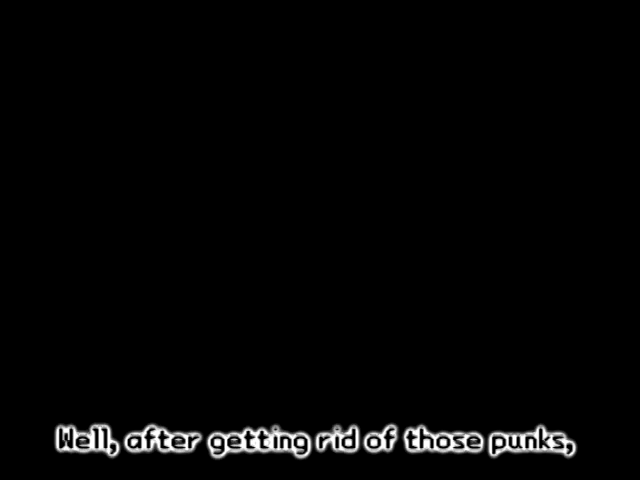 Well, after getting rid of those punks,